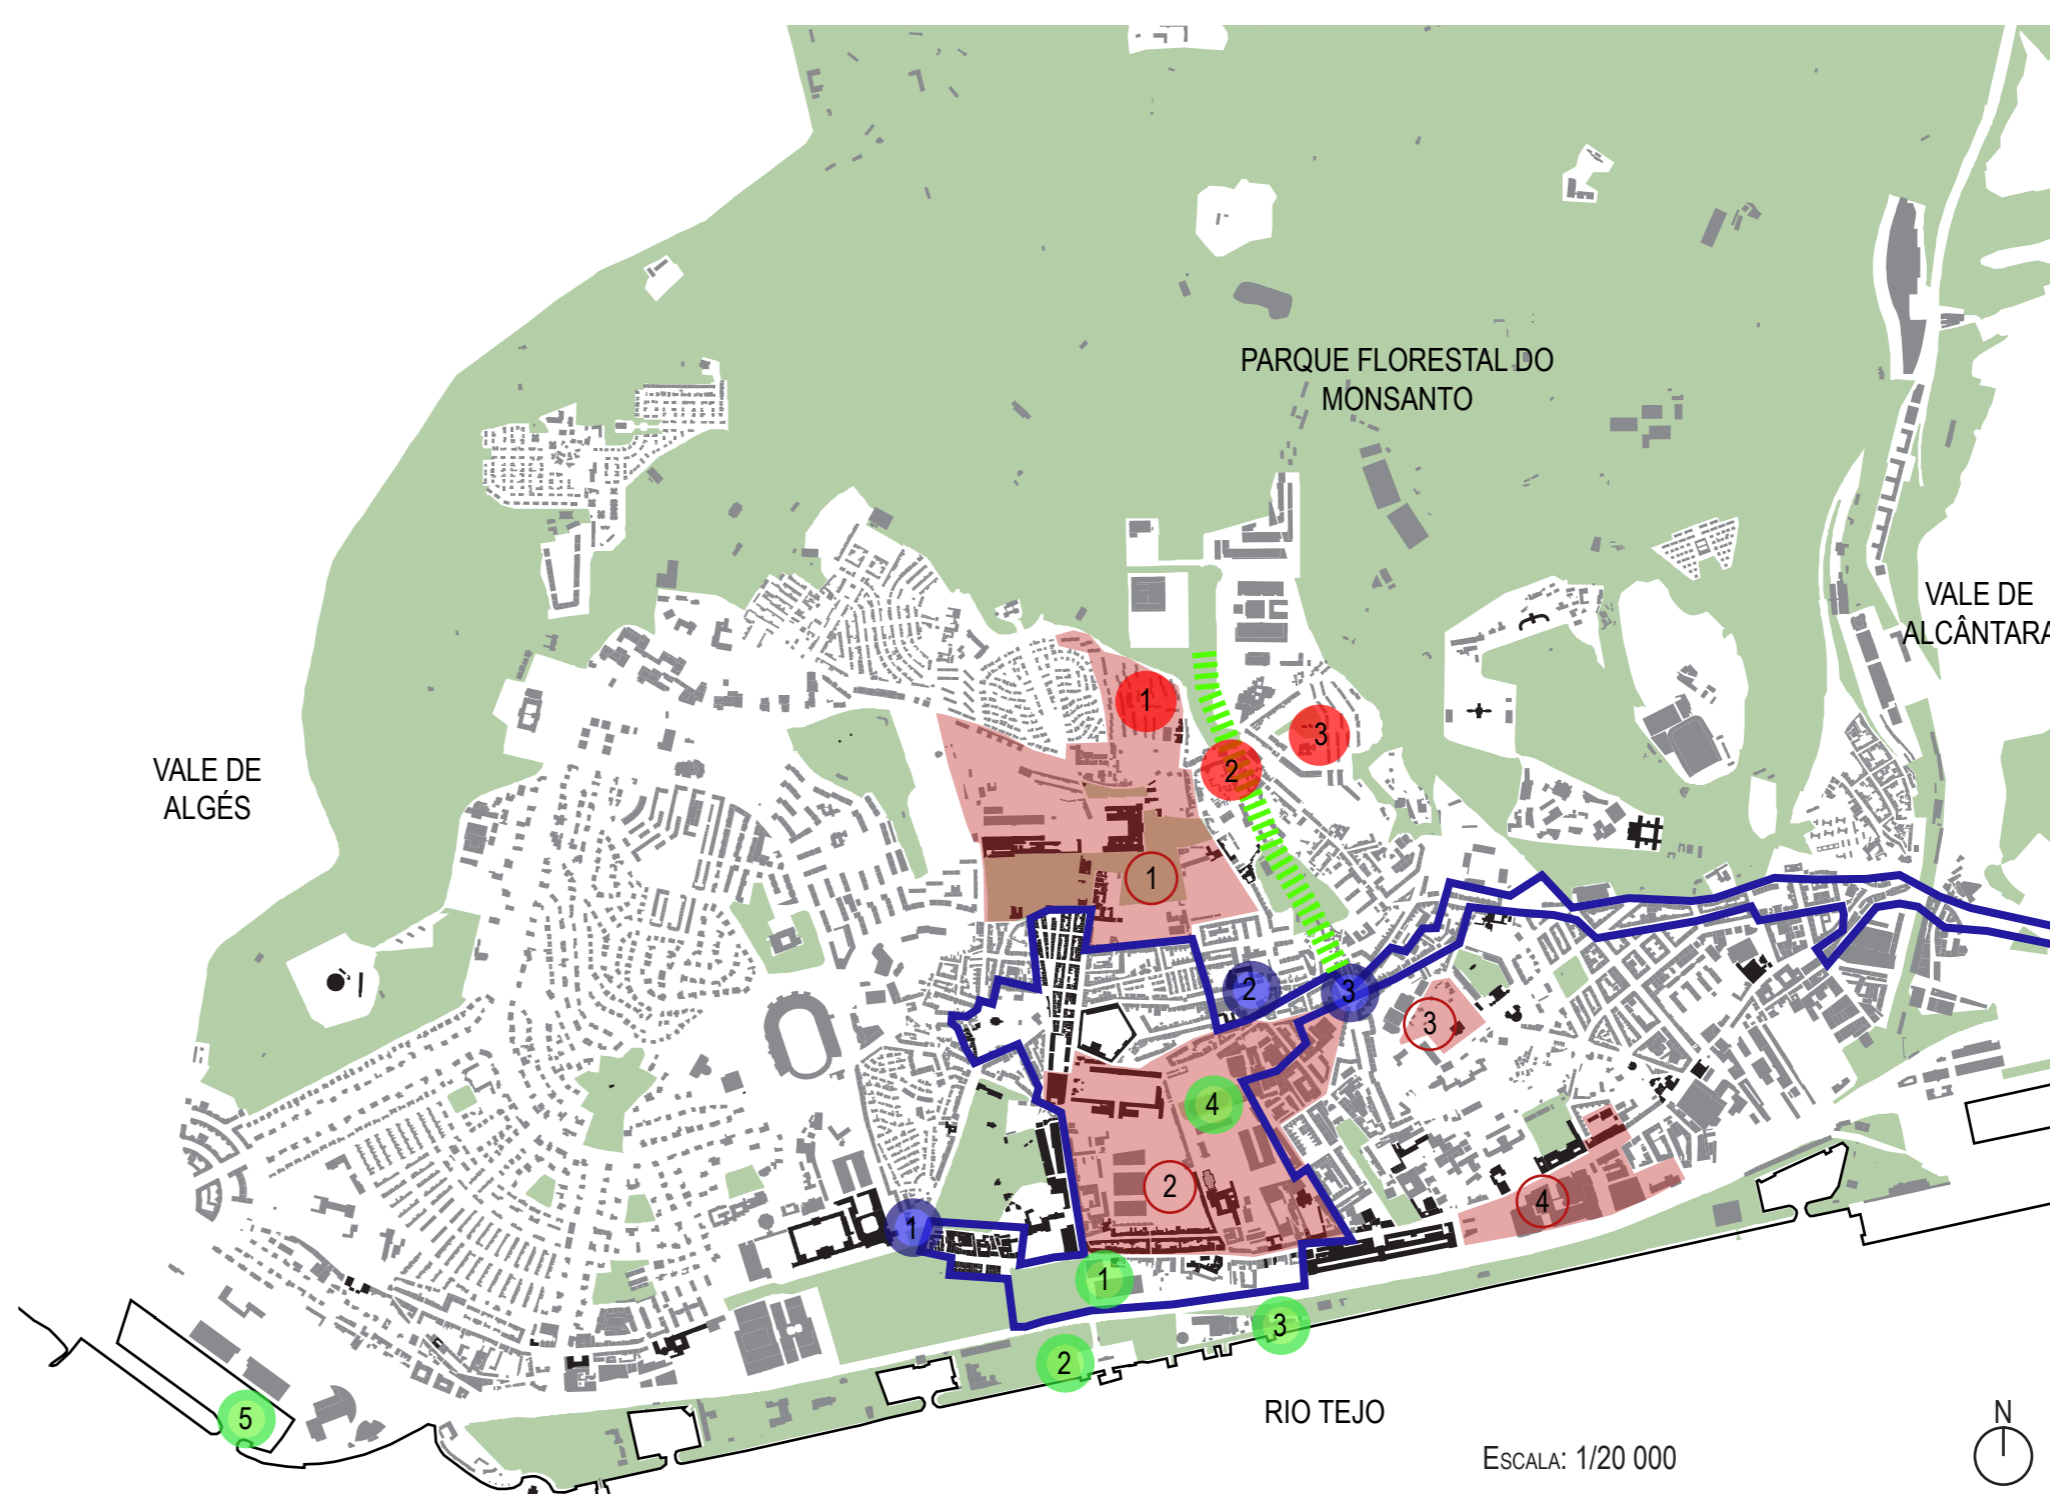 PARQUE FLORESTAL DO
MONSANTO
VALE DE
ALCÂNTARA
1
3
2
VALE DE
ALGÉS
1
2
3
3
4
2
4
1
1
3
2
5
RIO TEJO
N
ESCALA: 1/20 000